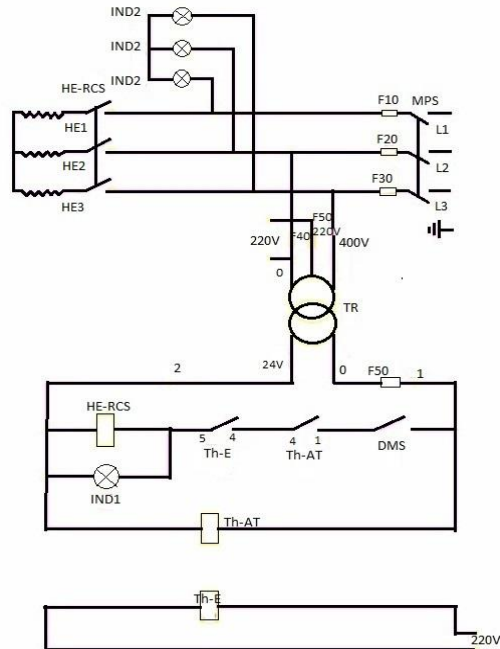 IND2
IND2
IND2
HE-RCS
F10
MPS
HE1
L1
HE2
F20
L2
HE3
F30
L3
F50
220V
F40
220V
400V
0
TR
24V
2
0
F50
1
HE-RCS
5
4
4
1
Th-E
Th-AT
DMS
IND1
Th-AT
Th-E
220V